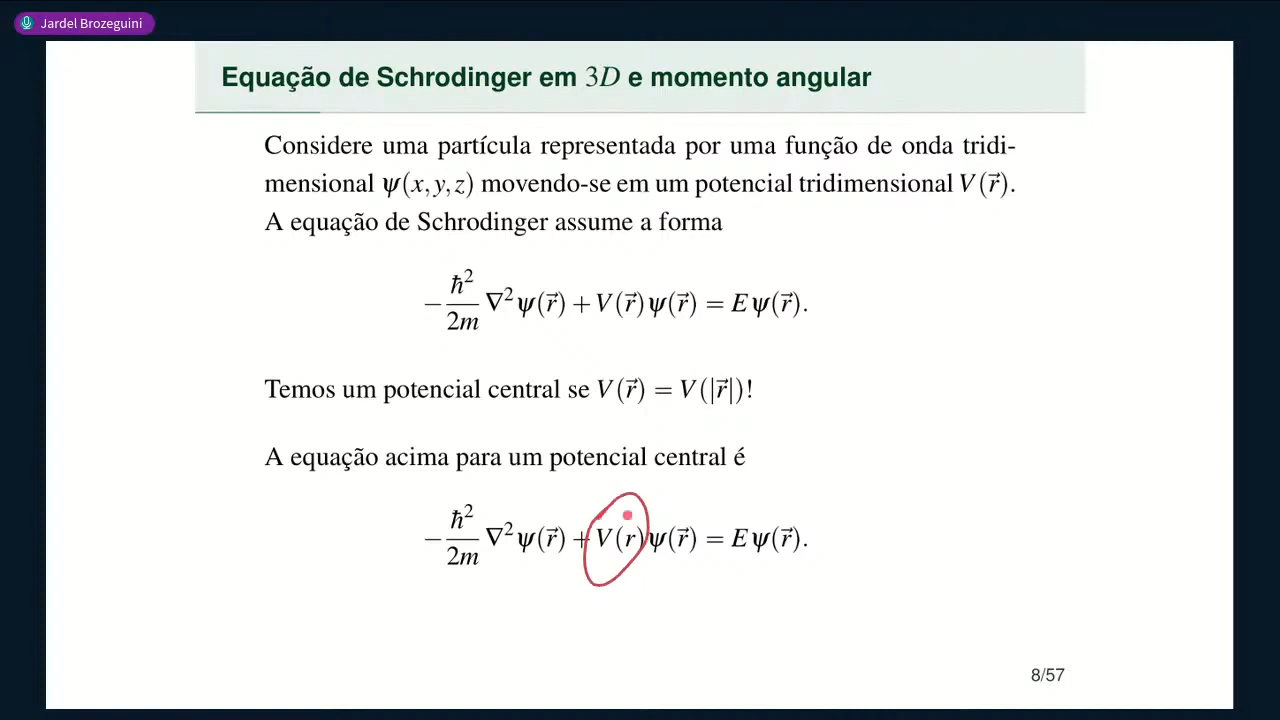 Jardel Brozeguini
Equação de Schrodinger em 3D e momento angular
Considere uma partícula representada por uma função de onda tridi-
mensional ψ(x,y,z) movendo-se em um potencial tridimensional V(r⃗).
A equação de Schrodinger assume a forma
−ħ²/2m ∇²ψ(r⃗) + V(r⃗)ψ(r⃗) = Eψ(r⃗).
Temos um potencial central se V(r⃗) = V(|r⃗|)!
A equação acima para um potencial central é
−ħ²/2m ∇²ψ(r⃗) + V(r)ψ(r⃗) = Eψ(r⃗).
8/57